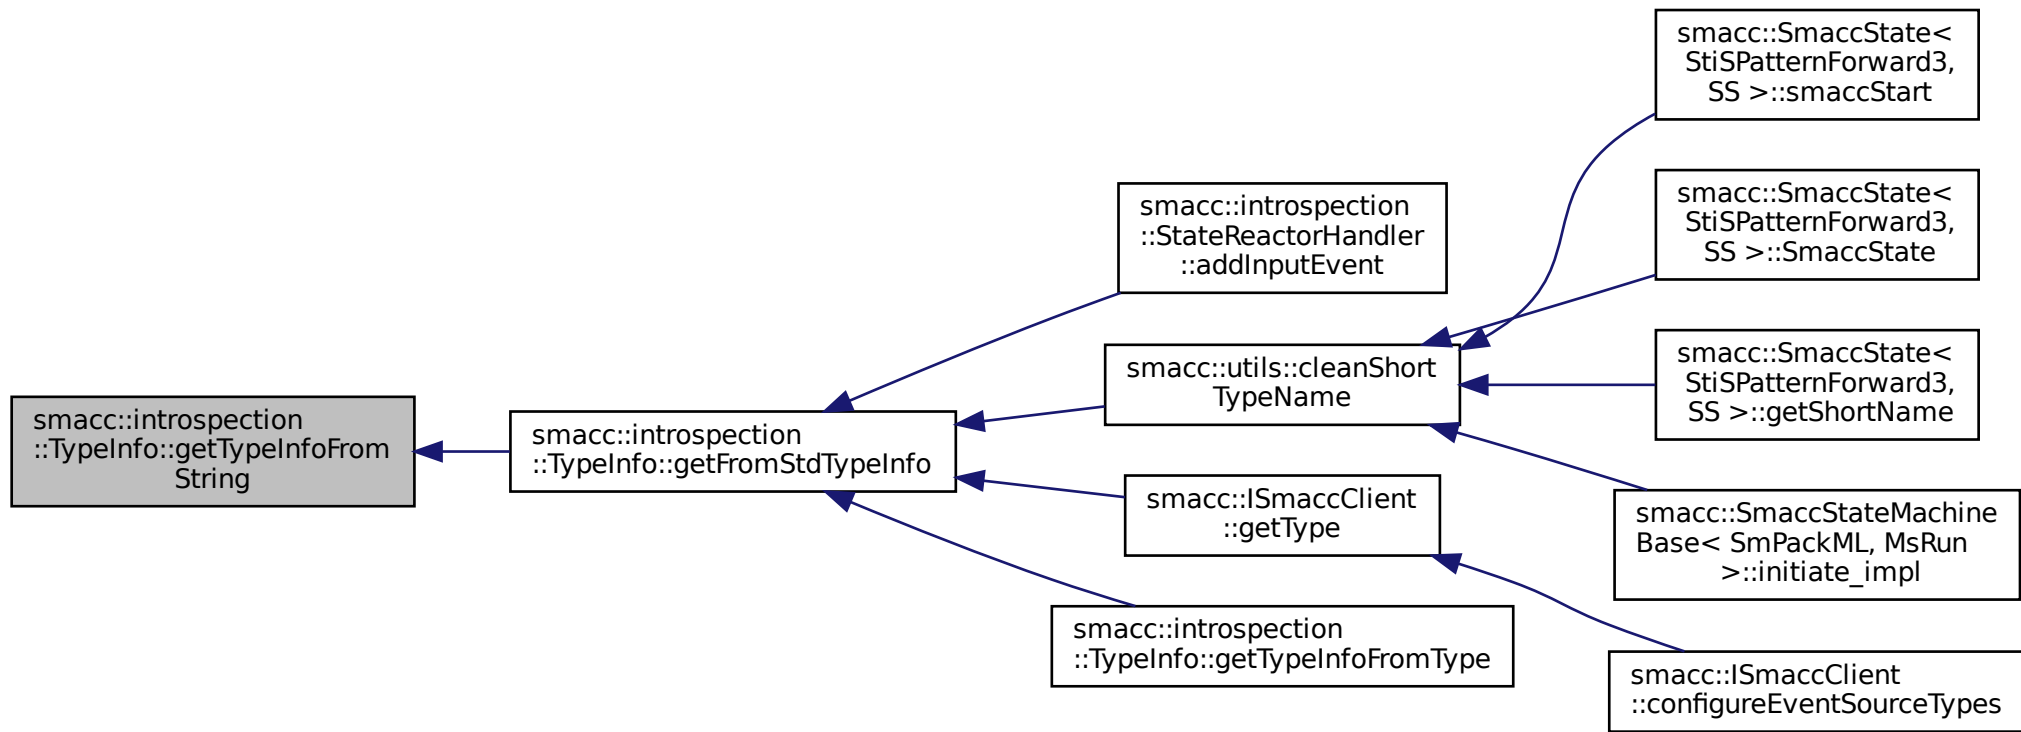 smacc::introspection
::TypeInfo::getTypeInfoFrom
String
smacc::introspection
::TypeInfo::getFromStdTypeInfo
smacc::introspection
::StateReactorHandler
::addInputEvent
smacc::utils::cleanShort
TypeName
smacc::ISmaccClient
::getType
smacc::introspection
::TypeInfo::getTypeInfoFromType
smacc::SmaccState<
StiSPatternForward3,
SS >::smaccStart
smacc::SmaccState<
StiSPatternForward3,
SS >::SmaccState
smacc::SmaccState<
StiSPatternForward3,
SS >::getShortName
smacc::SmaccStateMachine
Base< SmPackML, MsRun
>::initiate_impl
smacc::ISmaccClient
::configureEventSourceTypes